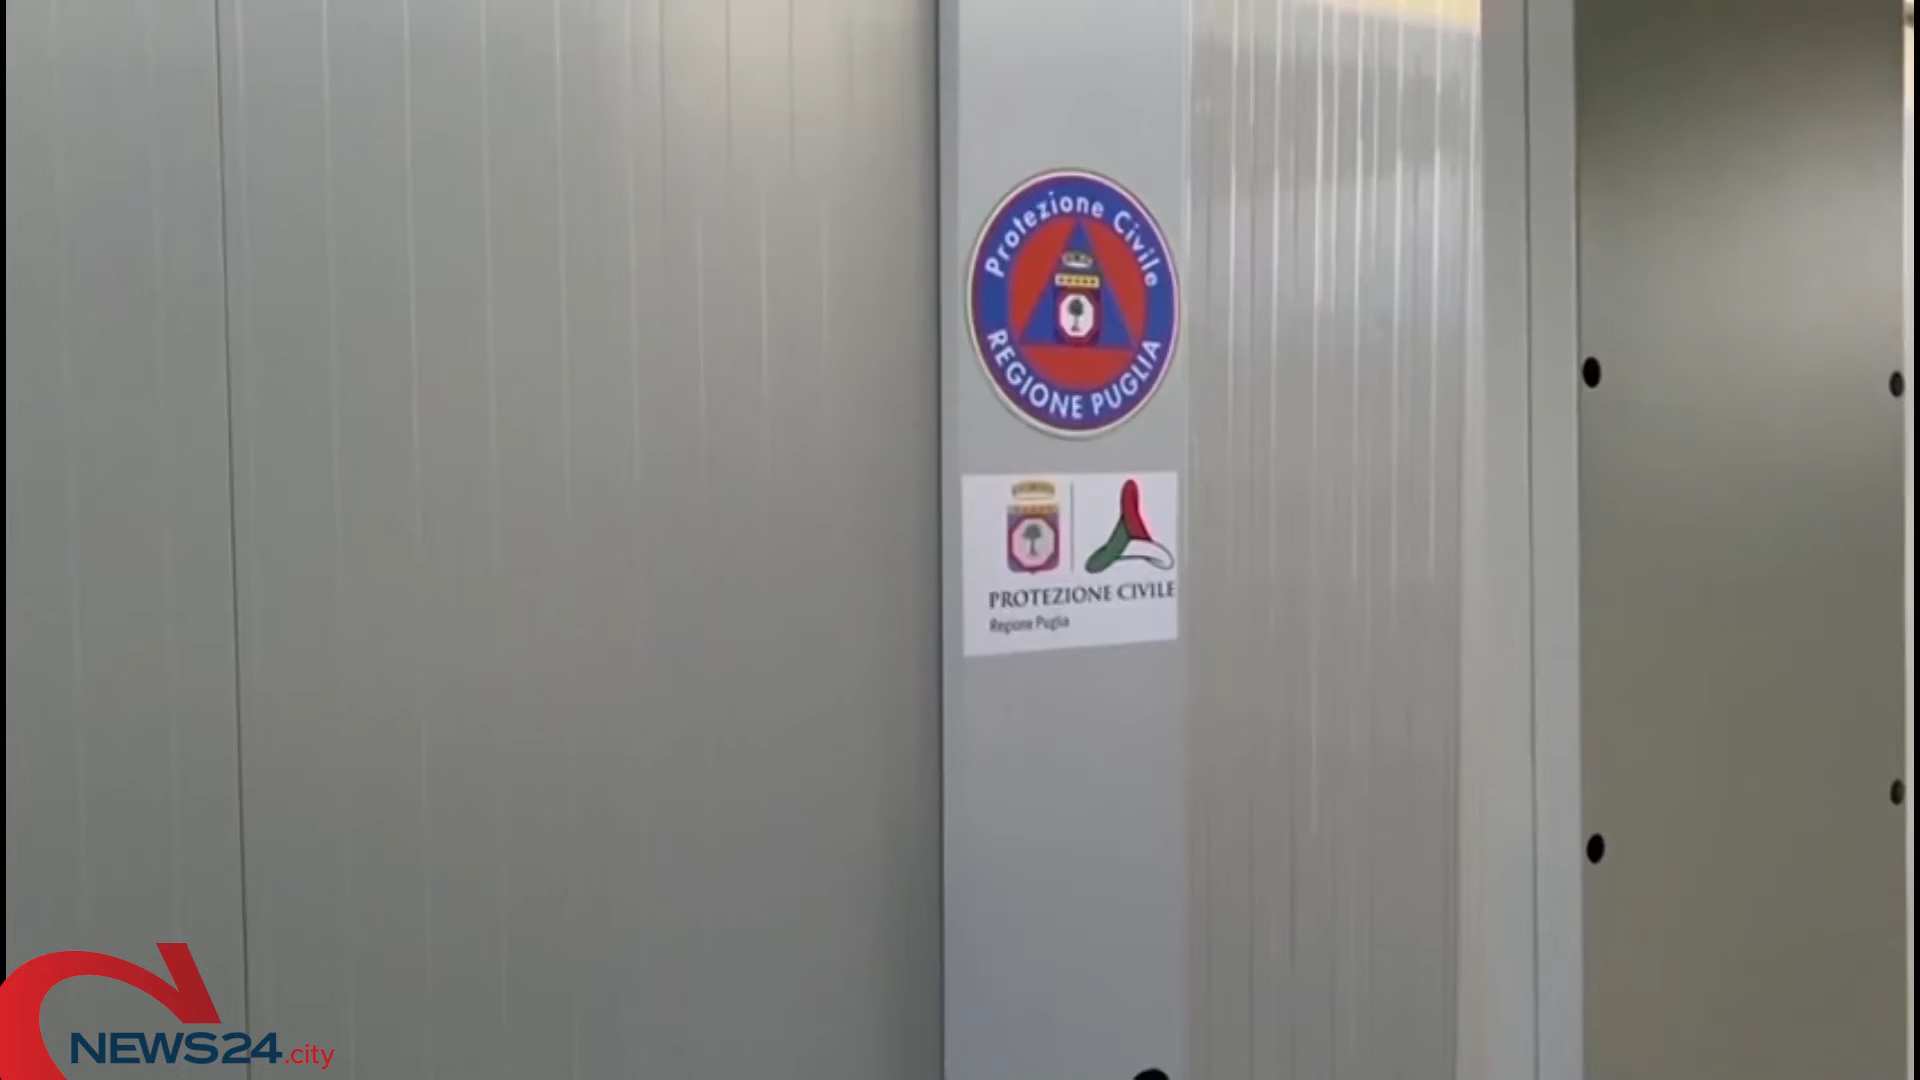 Protezione Civile
REGIONE PUGLIA
PROTEZIONE CIVILE
Regione Puglia
NEWS24.city